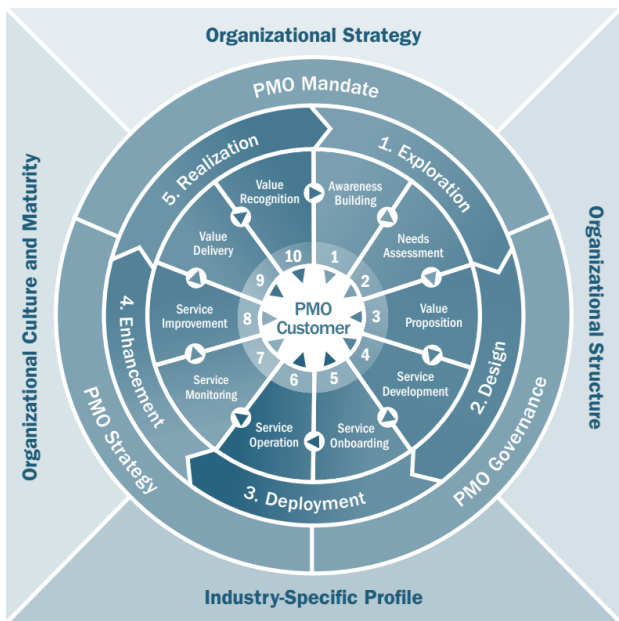 Organizational Strategy
PMO Mandate
5. Realization
1. Exploration
Value
Recognition
Awareness
Building
Value
Delivery
Needs
Assessment
10
1
9
2
Organizational Culture and Maturity
Organizational Structure
Service
Improvement
8
PMO
Customer
3
Value
Proposition
4. Enhancement
2. Design
7
4
Service
Monitoring
6
5
Service
Development
Service
Operation
Service
Onboarding
PMO Strategy
PMO Governance
3. Deployment
Industry-Specific Profile